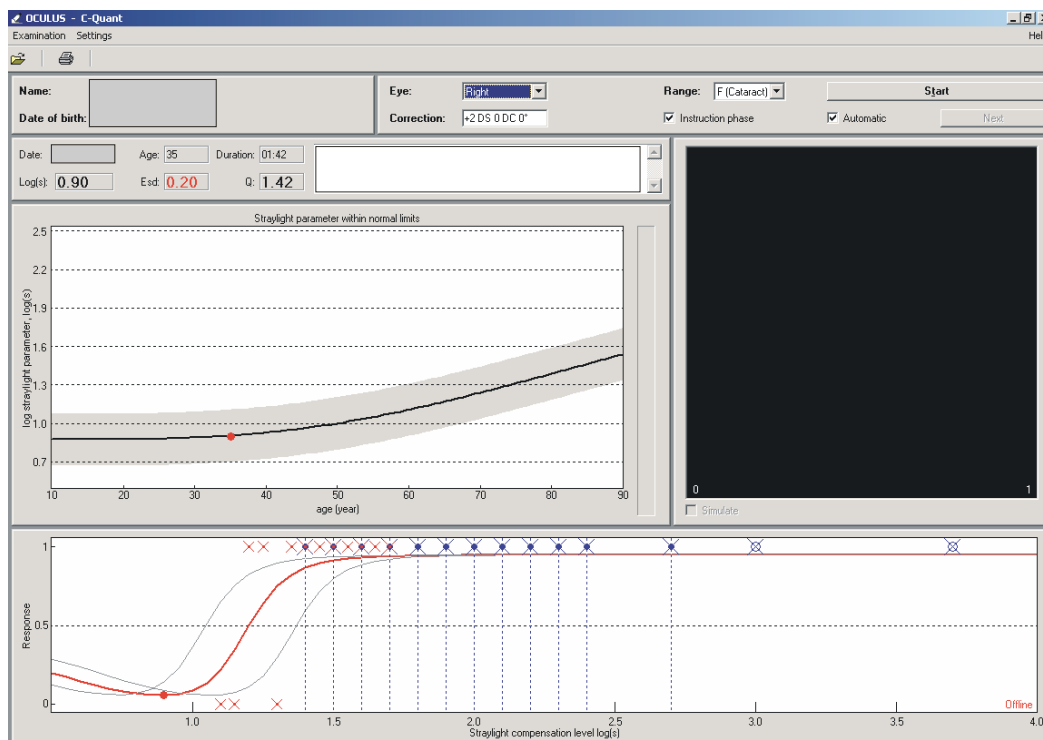 OCULUS - C-Quant
Examination Settings Hel
Name:
Date of birth:
Eye: Right
Correction: +2 DS 0 DC 0°
Range: F (Cataract) Start
Instruction phase Automatic Next
Date: Age: 35 Duration: 01:42
Log(s): 0.90 Esd: 0.20 Q: 1.42
Straylight parameter within normal limits
log straylight parameter, log(s)
2.5
2.2
1.9
1.6
1.3
1.0
0.7
10 20 30 40 50 60 70 80 90
age (year)
0 1
Simulate
Response
1
0.5
0
Offline
1.0 1.5 2.0 2.5 3.0 3.5 4.0
Straylight compensation level log(s)